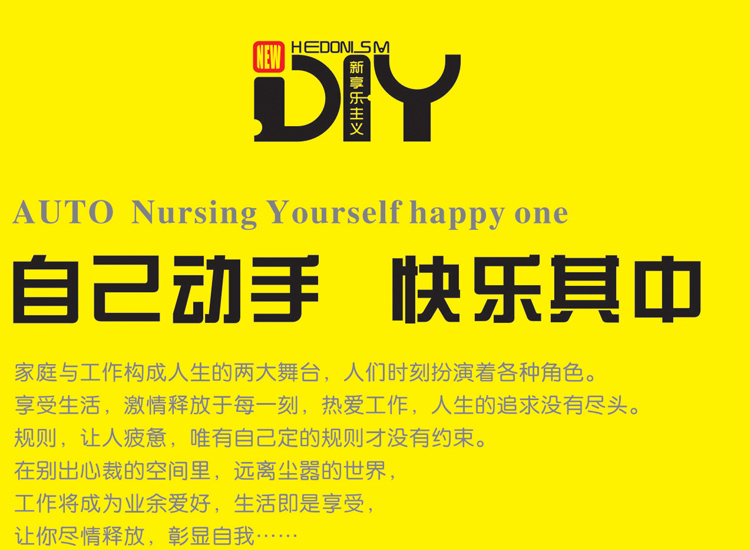 NEW
HEDONISM
DIY
新享乐主义
AUTO Nursing Yourself happy one
自己动手 快乐其中
家庭与工作构成人生的两大舞台，人们时刻扮演着各种角色。
享受生活，激情释放于每一刻，热爱工作，人生的追求没有尽头。
规则，让人疲惫，唯有自己定的规则才没有约束。
在别出心裁的空间里，远离尘嚣的世界，
工作将成为业余爱好，生活即是享受，
让你尽情释放，彰显自我……